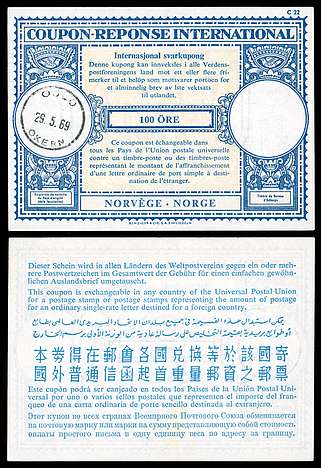 C 22
COUPON-REPONSE INTERNATIONAL
Internasjonal svarkupong
Denne kupong kan innveksles i alle Verdens-
postforeningens land mot ett eller flere fri-
merker til et beløp som motsvarer portoen for
et alminnelig brev av 1ste vektsats
til utlandet.
OSLO
29.5.69
ØKERN
100 ÖRE
Ce coupon est échangeable dans
tous les Pays de l'Union postale universelle
contre un timbre-poste ou des timbres-poste
représentant le montant de l'affranchissement
d'une lettre ordinaire de port simple à desti-
nation de l'étranger.
NORVÈGE - NORGE
Dieser Schein wird in allen Ländern des Weltpostvereins gegen ein oder meh-
rere Postwertzeichen im Gesamtwert der Gebühr für einen einfachen gewöhn-
lichen Auslandsbrief umgetauscht.
This coupon is exchangeable in any country of the Universal Postal Union
for a postage stamp or postage stamps representing the amount of postage
for an ordinary single-rate letter destined for a foreign country.
本券得在郵會各國兌換等於該國寄
國外普通信函起首重量郵資之郵票
Este cupón podrá ser canjeado en todos los Países de la Unión Postal Uni-
versal por uno o varios sellos postales que representen el importe del fran-
queo de una carta ordinaria de porte sencillo destinada al extranjero.
Этот купон во всех странах Всемирного Почтового Союза обменивается
на почтовую марку или марки на сумму представляющую собой стоимость
оплаты простого письма в одну единицу веса по адресу за границу.